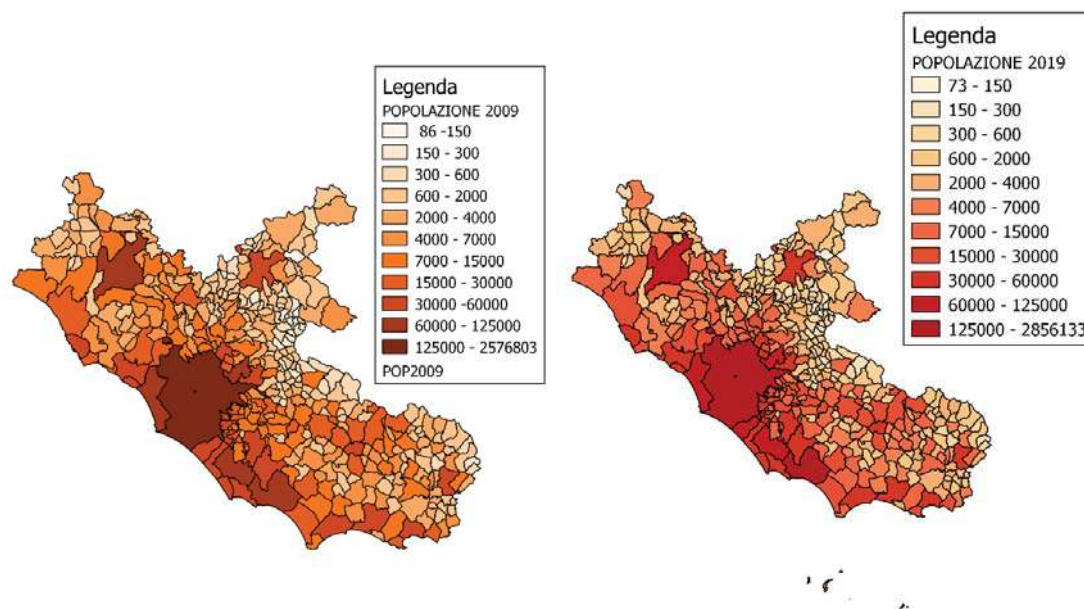 Legenda
POPOLAZIONE 2009
86 -150
150 - 300
300 - 600
600 - 2000
2000 - 4000
4000 - 7000
7000 - 15000
15000 - 30000
30000 -60000
60000 - 125000
125000 - 2576803
POP2009
Legenda
POPOLAZIONE 2019
73 - 150
150 - 300
300 - 600
600 - 2000
2000 - 4000
4000 - 7000
7000 - 15000
15000 - 30000
30000 - 60000
60000 - 125000
125000 - 2856133